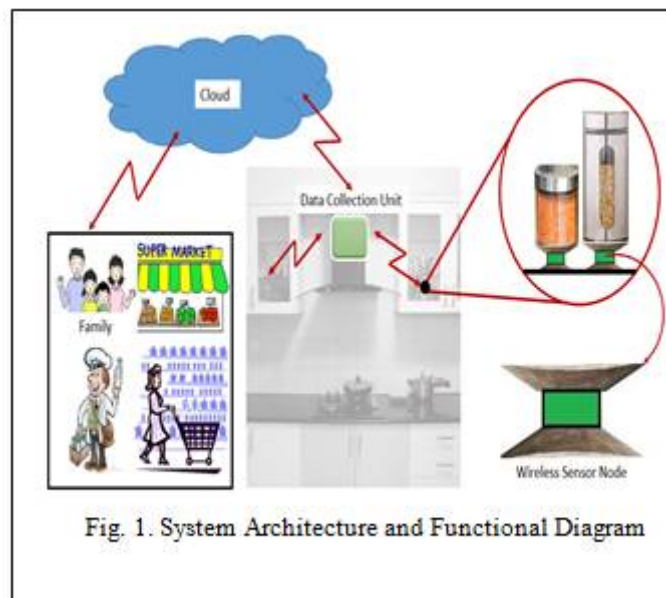 Cloud
Data Collection Unit
SUPER MARKET
Family
Wireless Sensor Node
Fig. 1. System Architecture and Functional Diagram